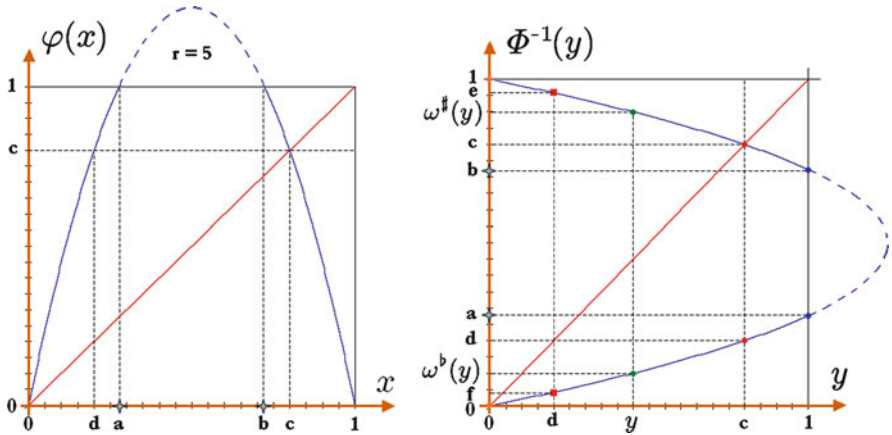 φ(x)
r = 5
1
c
0
0 d a b c 1
x
Φ⁻¹(y)
1
e
ω♯(y)
c
b
a
d
ω♭(y)
f
0
0 d y c 1
y